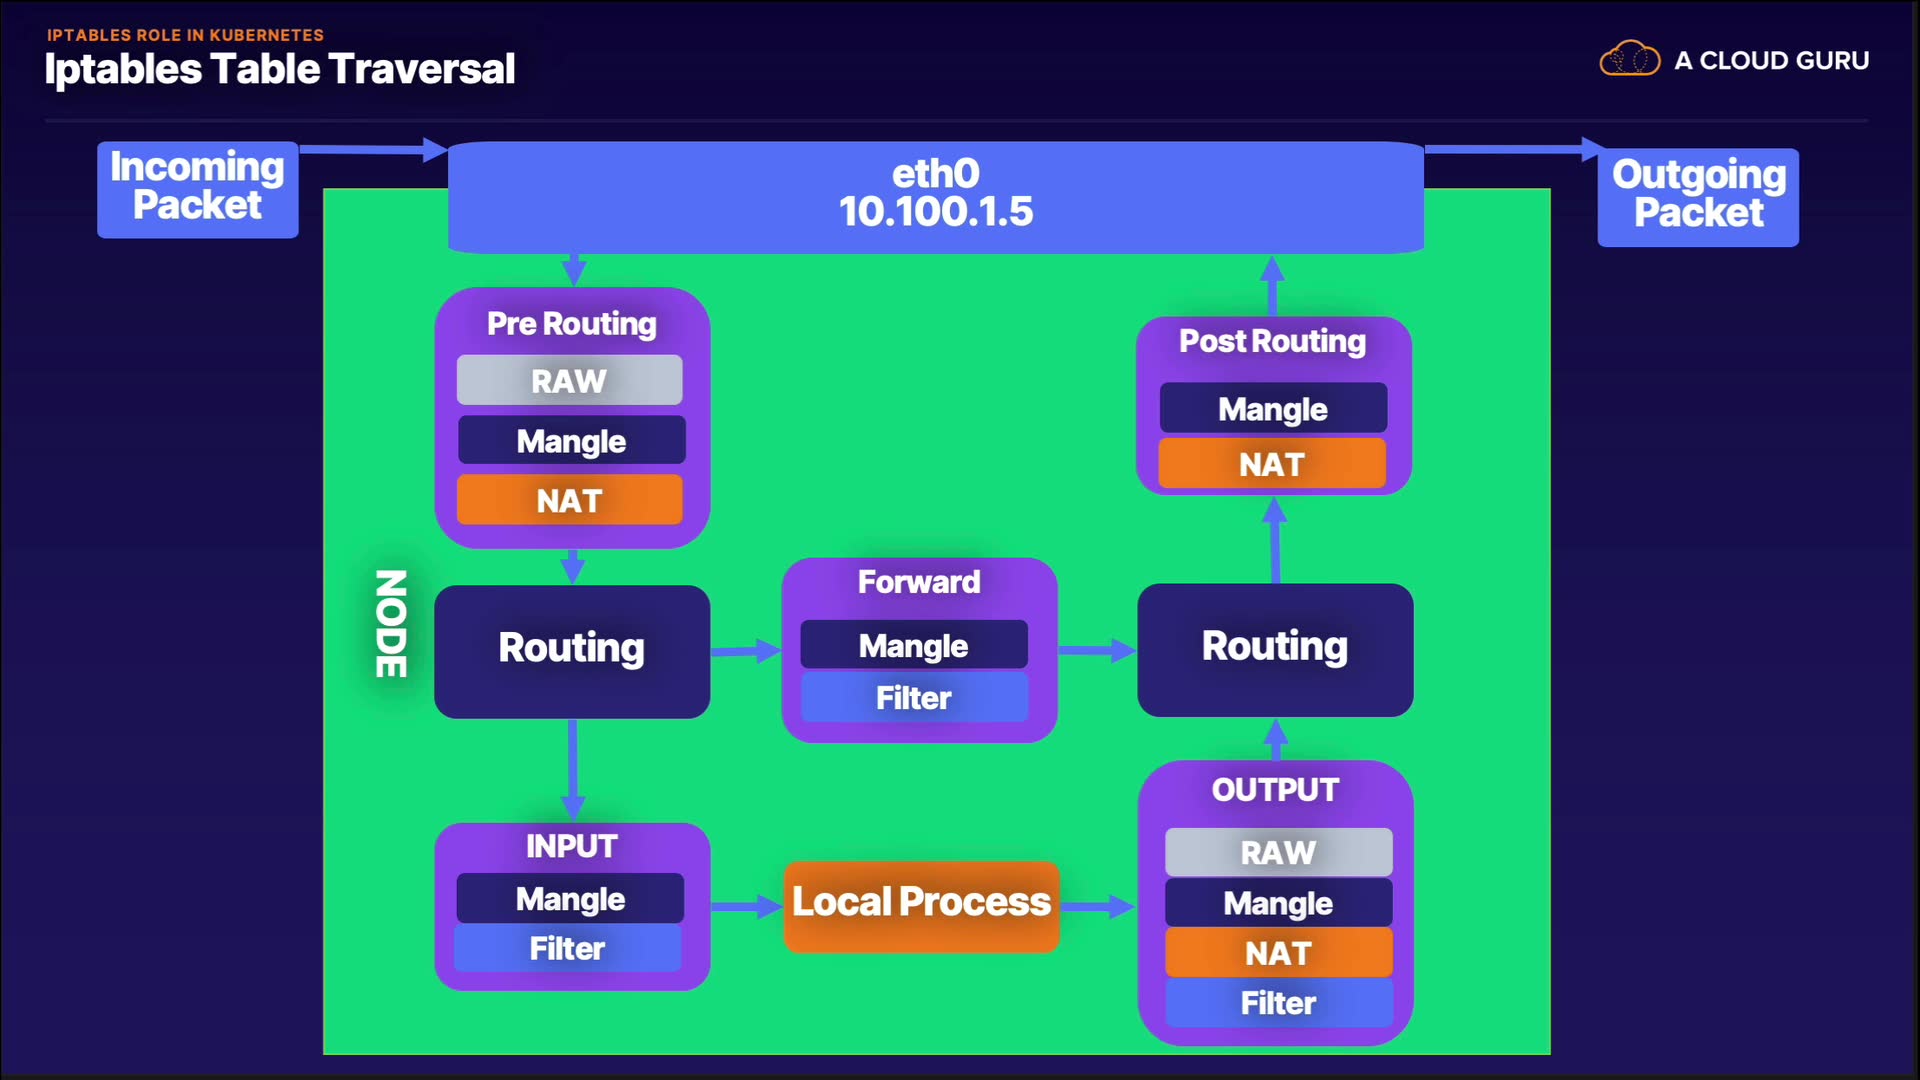 IPTABLES ROLE IN KUBERNETES
Iptables Table Traversal
A CLOUD GURU
Incoming
Packet
eth0
10.100.1.5
Outgoing
Packet
Pre Routing
RAW
Mangle
NAT
Post Routing
Mangle
NAT
NODE
Routing
Forward
Mangle
Filter
Routing
INPUT
Mangle
Filter
Local Process
OUTPUT
RAW
Mangle
NAT
Filter